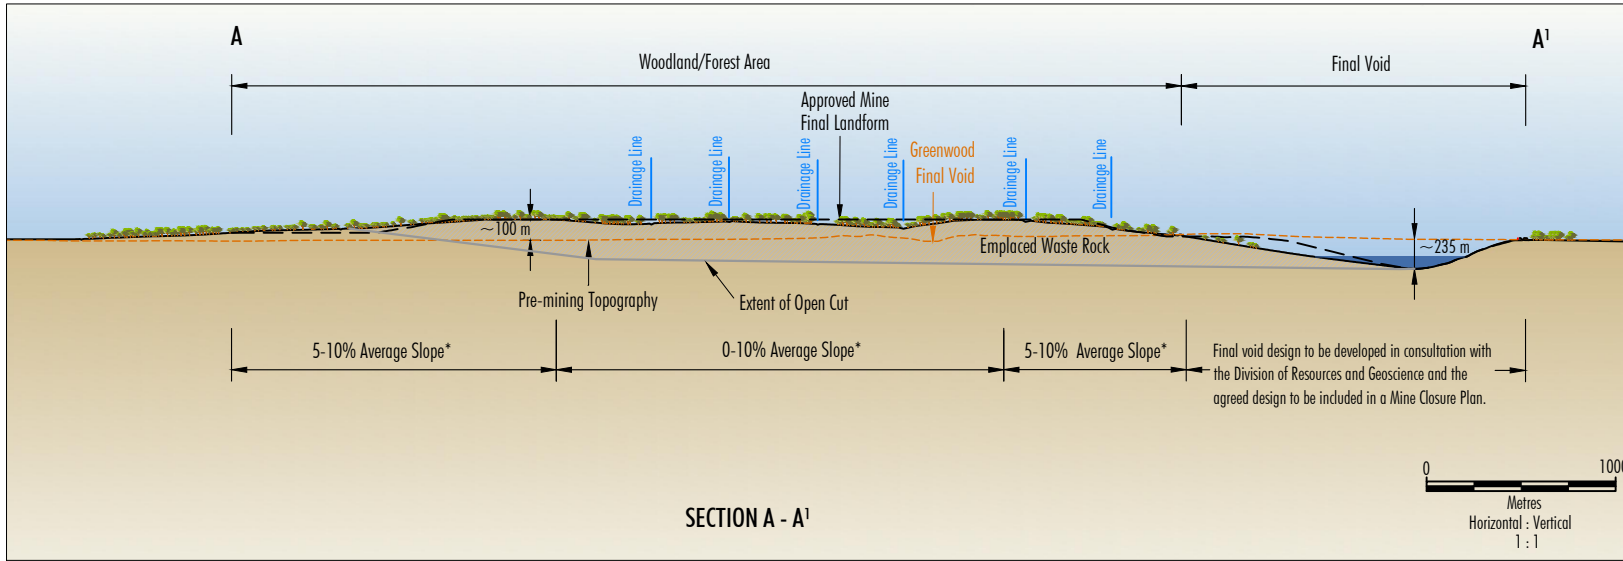 A
A¹
Woodland/Forest Area
Final Void
Approved Mine
Final Landform
Drainage Line
Drainage Line
Drainage Line
Drainage Line
Greenwood
Final Void
Drainage Line
Drainage Line
~100 m
Emplaced Waste Rock
~235 m
Pre-mining Topography
Extent of Open Cut
5-10% Average Slope*
0-10% Average Slope*
5-10% Average Slope*
Final void design to be developed in consultation with
the Division of Resources and Geoscience and the
agreed design to be included in a Mine Closure Plan.
0
1000
Metres
Horizontal : Vertical
1 : 1
SECTION A - A¹